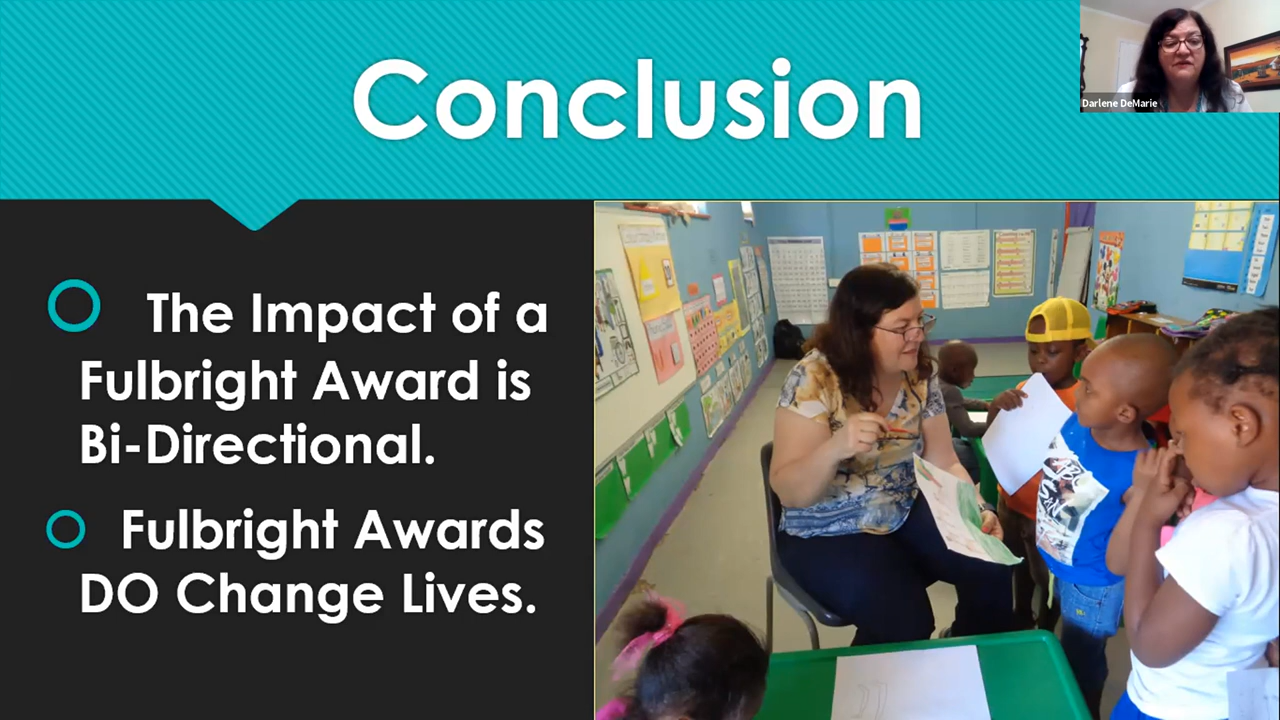 Conclusion
Darlene DeMarie
The Impact of a
Fulbright Award is
Bi-Directional.
Fulbright Awards
DO Change Lives.